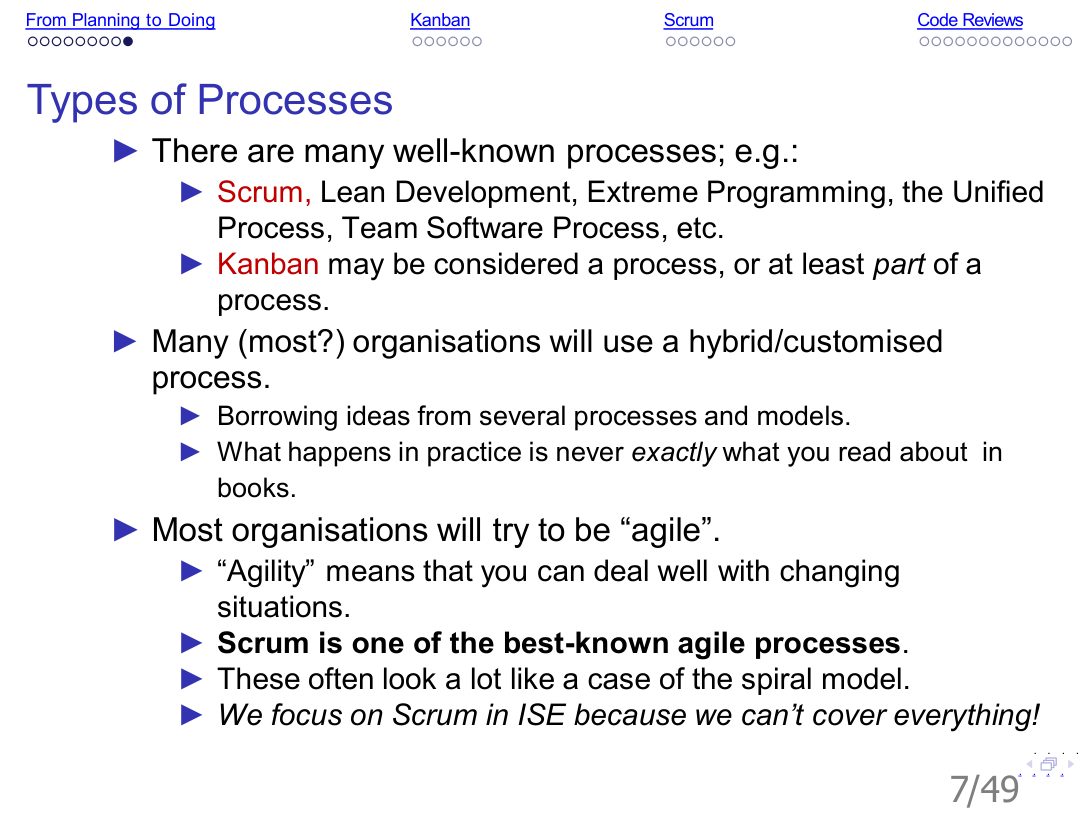 From Planning to Doing Kanban Scrum Code Reviews
Types of Processes
There are many well-known processes; e.g.:
Scrum, Lean Development, Extreme Programming, the Unified
Process, Team Software Process, etc.
Kanban may be considered a process, or at least part of a
process.
Many (most?) organisations will use a hybrid/customised
process.
Borrowing ideas from several processes and models.
What happens in practice is never exactly what you read about in
books.
Most organisations will try to be “agile”.
“Agility” means that you can deal well with changing
situations.
Scrum is one of the best-known agile processes.
These often look a lot like a case of the spiral model.
We focus on Scrum in ISE because we can’t cover everything!
7/49